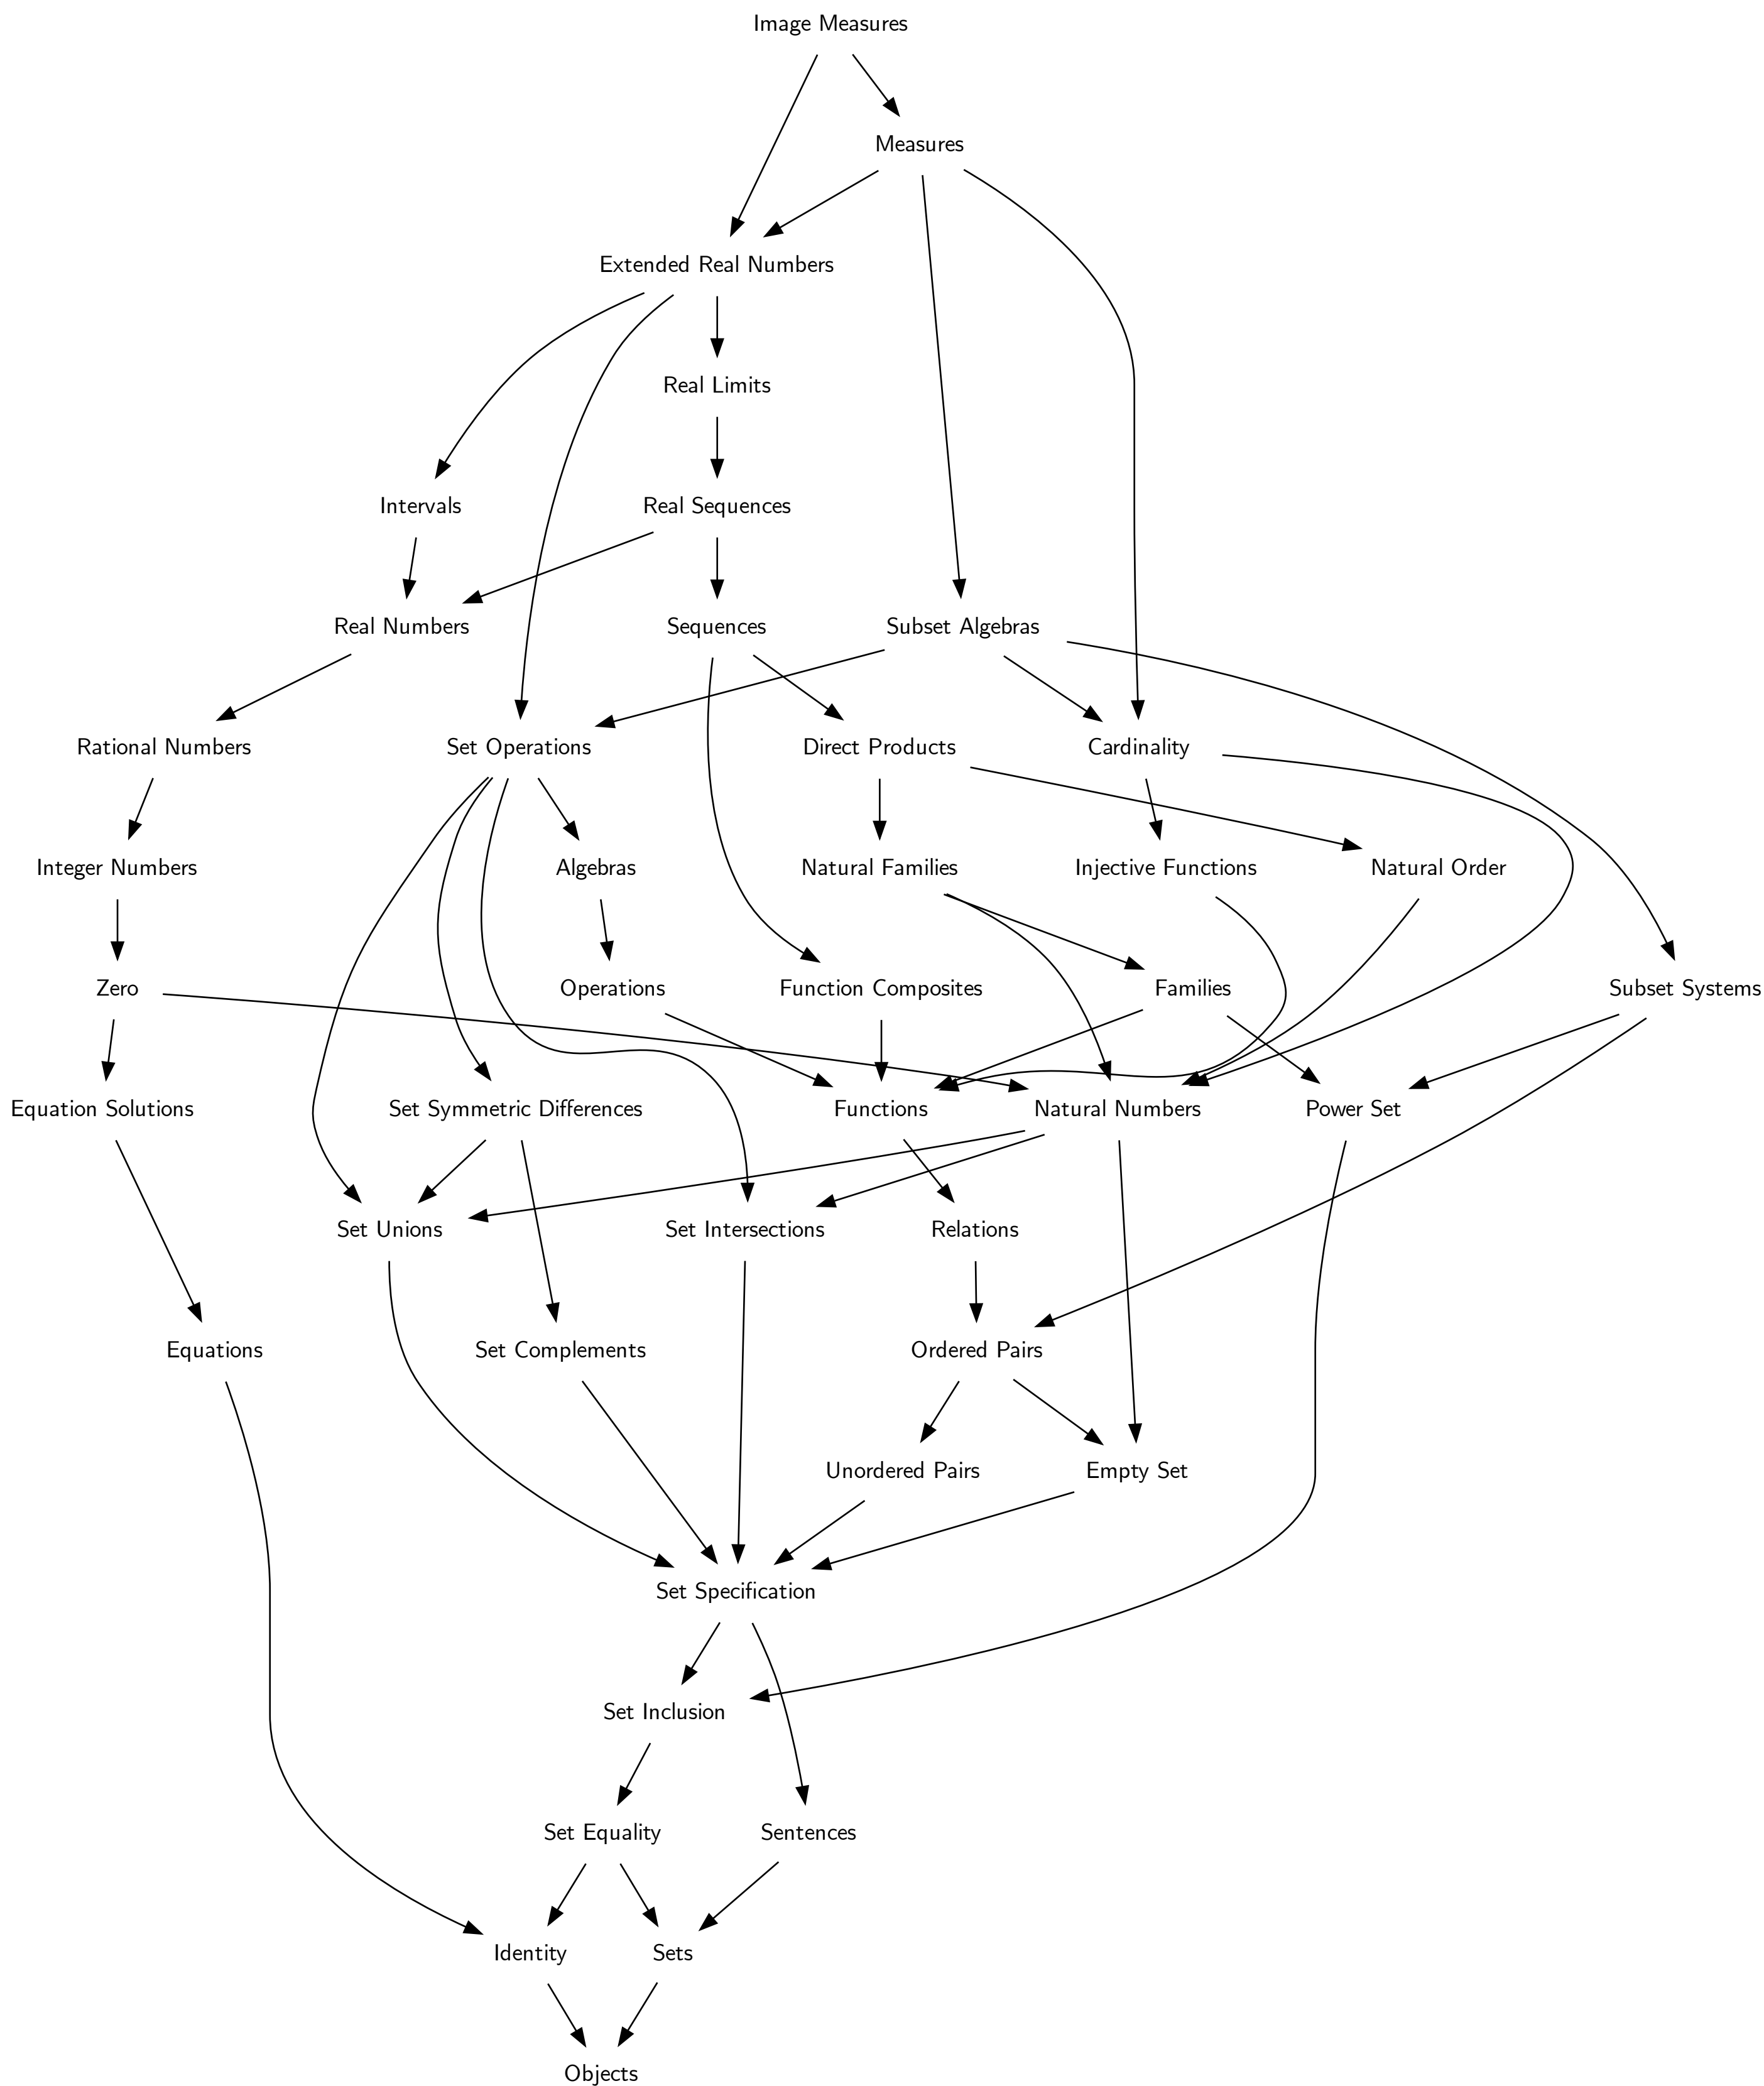 Image Measures
Measures
Extended Real Numbers
Real Limits
Intervals
Real Sequences
Real Numbers
Sequences
Subset Algebras
Rational Numbers
Set Operations
Direct Products
Cardinality
Integer Numbers
Algebras
Natural Families
Injective Functions
Natural Order
Zero
Operations
Function Composites
Families
Subset Systems
Equation Solutions
Set Symmetric Differences
Functions
Natural Numbers
Power Set
Set Unions
Set Intersections
Relations
Equations
Set Complements
Ordered Pairs
Unordered Pairs
Empty Set
Set Specification
Set Inclusion
Set Equality
Sentences
Identity
Sets
Objects